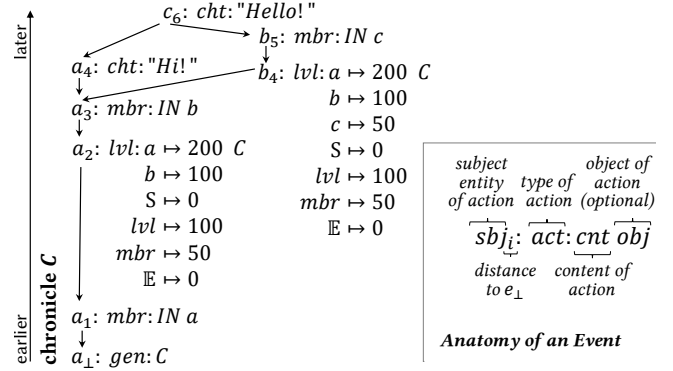 later
earlier
chronicle C
c₆: cht:"Hello!"
b₅: mbr:IN c
a₄: cht:"Hi!"
b₄: lvl: a ↦ 200 C
b ↦ 100
c ↦ 50
S ↦ 0
lvl ↦ 100
mbr ↦ 50
𝔼 ↦ 0
a₃: mbr:IN b
a₂: lvl: a ↦ 200 C
b ↦ 100
S ↦ 0
lvl ↦ 100
mbr ↦ 50
𝔼 ↦ 0
a₁: mbr:IN a
a⊥: gen:C
subject
entity
of action
type of
action
object of
action
(optional)
sbjᵢ: act:cnt obj
distance
to e⊥
content of
action
Anatomy of an Event